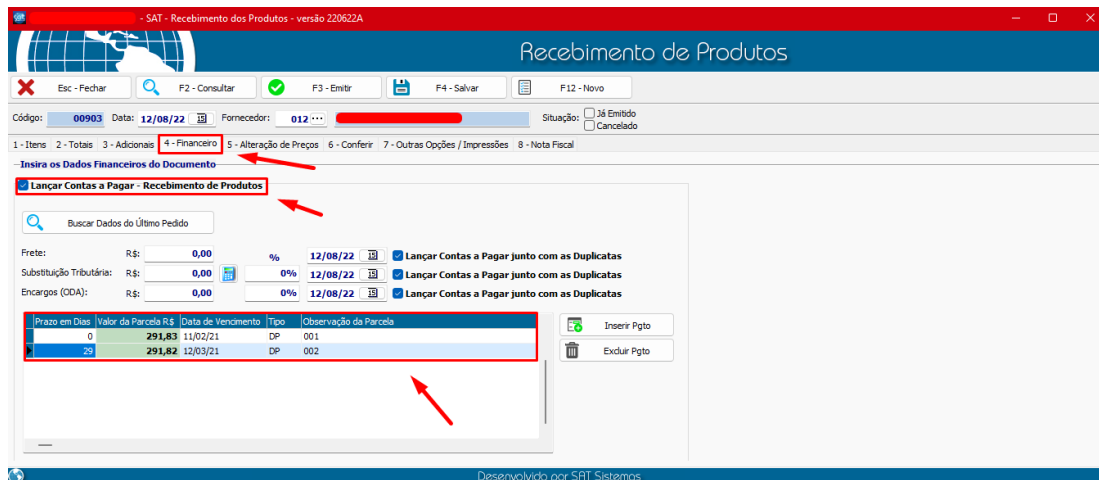 - SAT - Recebimento dos Produtos - versão 220622A
Recebimento de Produtos
Esc - Fechar F2 - Consultar F3 - Emitir F4 - Salvar F12 - Novo
Código: 00903 Data: 12/08/22 15 Fornecedor: 012 ... Situação: Já Emitido
Cancelado
1 - Itens 2 - Totais 3 - Adicionais 4 - Financeiro 5 - Alteração de Preços 6 - Conferir 7 - Outras Opções / Impressões 8 - Nota Fiscal
Insira os Dados Financeiros do Documento
Lançar Contas a Pagar - Recebimento de Produtos
Buscar Dados do Último Pedido
Frete: R$: 0,00 % 12/08/22 15 Lançar Contas a Pagar junto com as Duplicatas
Substituição Tributária: R$: 0,00 0% 12/08/22 15 Lançar Contas a Pagar junto com as Duplicatas
Encargos (ODA): R$: 0,00 0% 12/08/22 15 Lançar Contas a Pagar junto com as Duplicatas
Prazo em Dias Valor da Parcela R$ Data de Vencimento Tipo Observação da Parcela
0 291,83 11/02/21 DP 001
29 291,82 12/03/21 DP 002
Inserir Pgto
Excluir Pgto
Desenvolvido por SAT Sistemas